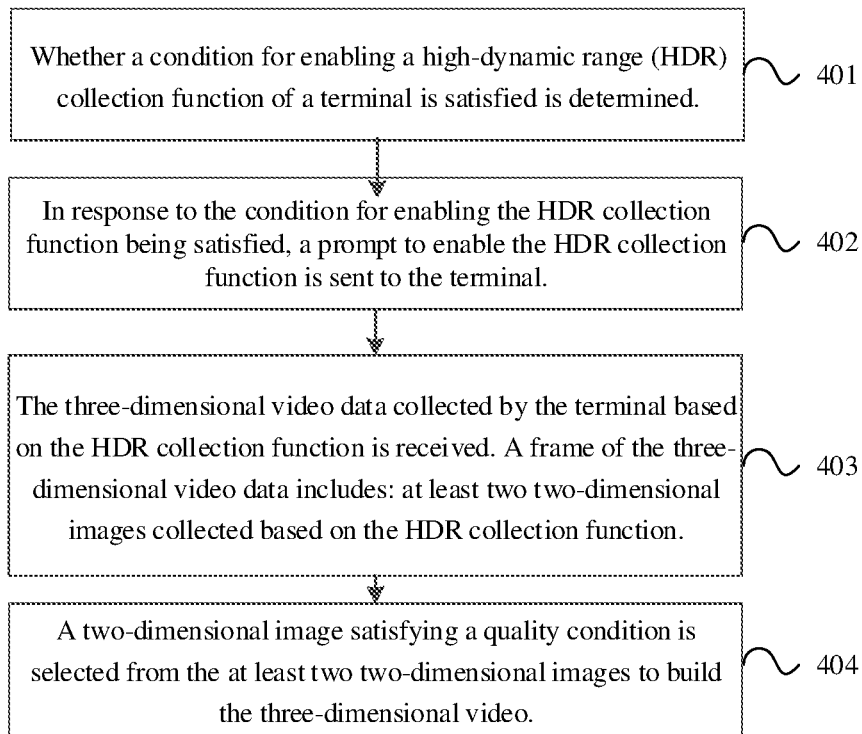 Whether a condition for enabling a high-dynamic range (HDR)
collection function of a terminal is satisfied is determined.
401
In response to the condition for enabling the HDR collection
function being satisfied, a prompt to enable the HDR collection
function is sent to the terminal.
402
The three-dimensional video data collected by the terminal based
on the HDR collection function is received. A frame of the three-
dimensional video data includes: at least two two-dimensional
images collected based on the HDR collection function.
403
A two-dimensional image satisfying a quality condition is
selected from the at least two two-dimensional images to build
the three-dimensional video.
404